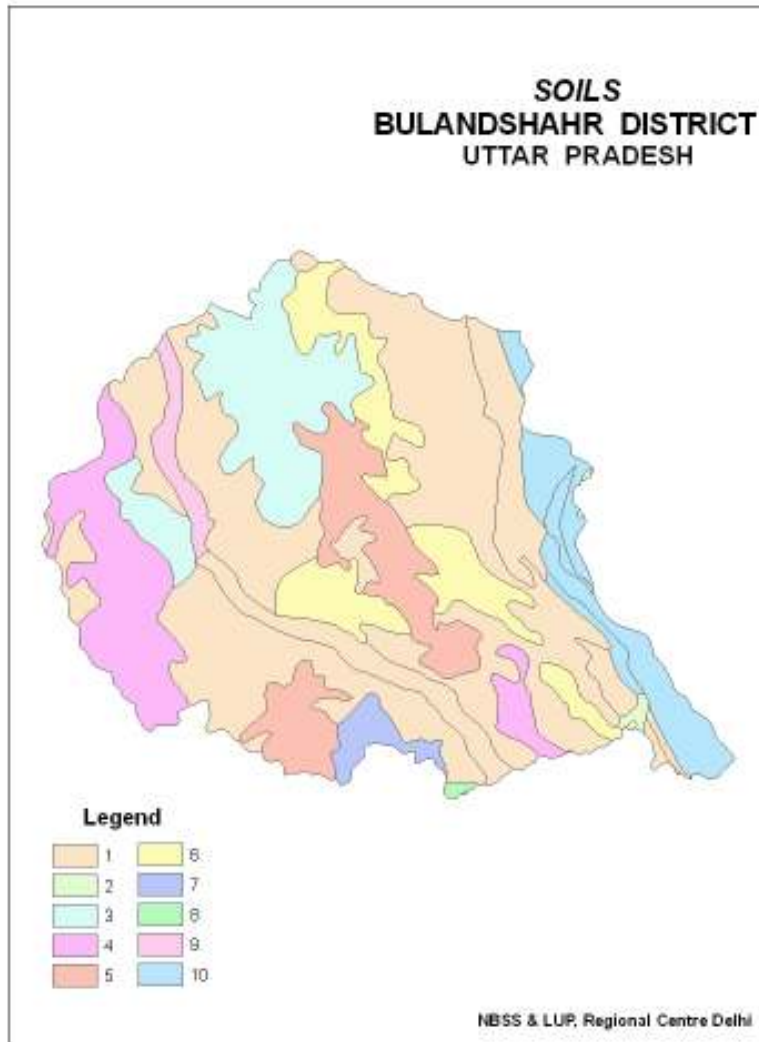 SOILS
BULANDSHAHR DISTRICT
UTTAR PRADESH
Legend
1 6
2 7
3 8
4 9
5 10
NBSS & LUP, Regional Centre Delhi